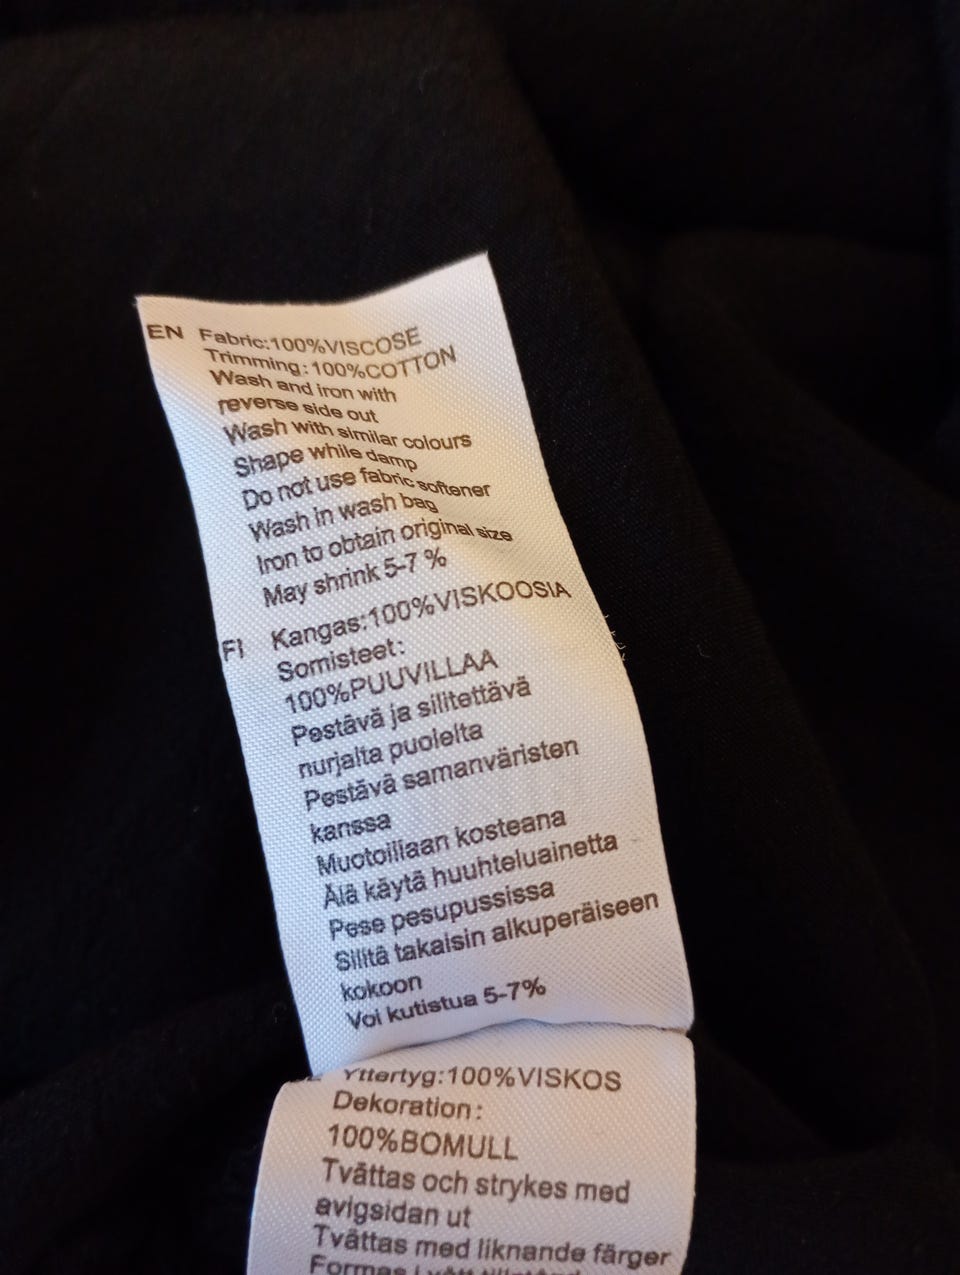 EN Fabric:100%VISCOSE
Trimming:100%COTTON
Wash and iron with
reverse side out
Wash with similar colours
Shape while damp
Do not use fabric softener
Wash in wash bag
Iron to obtain original size
May shrink 5-7 %
FI Kangas:100%VISKOOSIA
Somisteet:
100%PUUVILLAA
Pestävä ja silitettävä
nurjalta puolelta
Pestävä samanväristen
kanssa
Muotoillaan kosteana
Älä käytä huuhteluainetta
Pese pesupussissa
Silitä takaisin alkuperäiseen
kokoon
Voi kutistua 5-7%
Yttertyg:100%VISKOS
Dekoration:
100%BOMULL
Tvättas och strykes med
avigsidan ut
Tvättas med liknande färger
Formas i vått